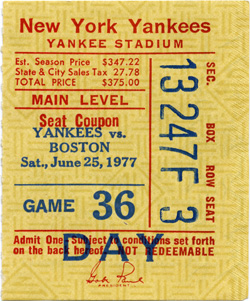 New York Yankees
YANKEE STADIUM
Est. Season Price $347.22
State & City Sales Tax 27.78
TOTAL PRICE $375.00
MAIN LEVEL
Seat Coupon
YANKEES vs.
BOSTON
Sat., June 25, 1977
GAME 36
SEC. BOX ROW SEAT
13 247 F 3
DAY
Admit One Subject conditions set forth
on the back hereof. NOT REDEEMABLE
PRESIDENT